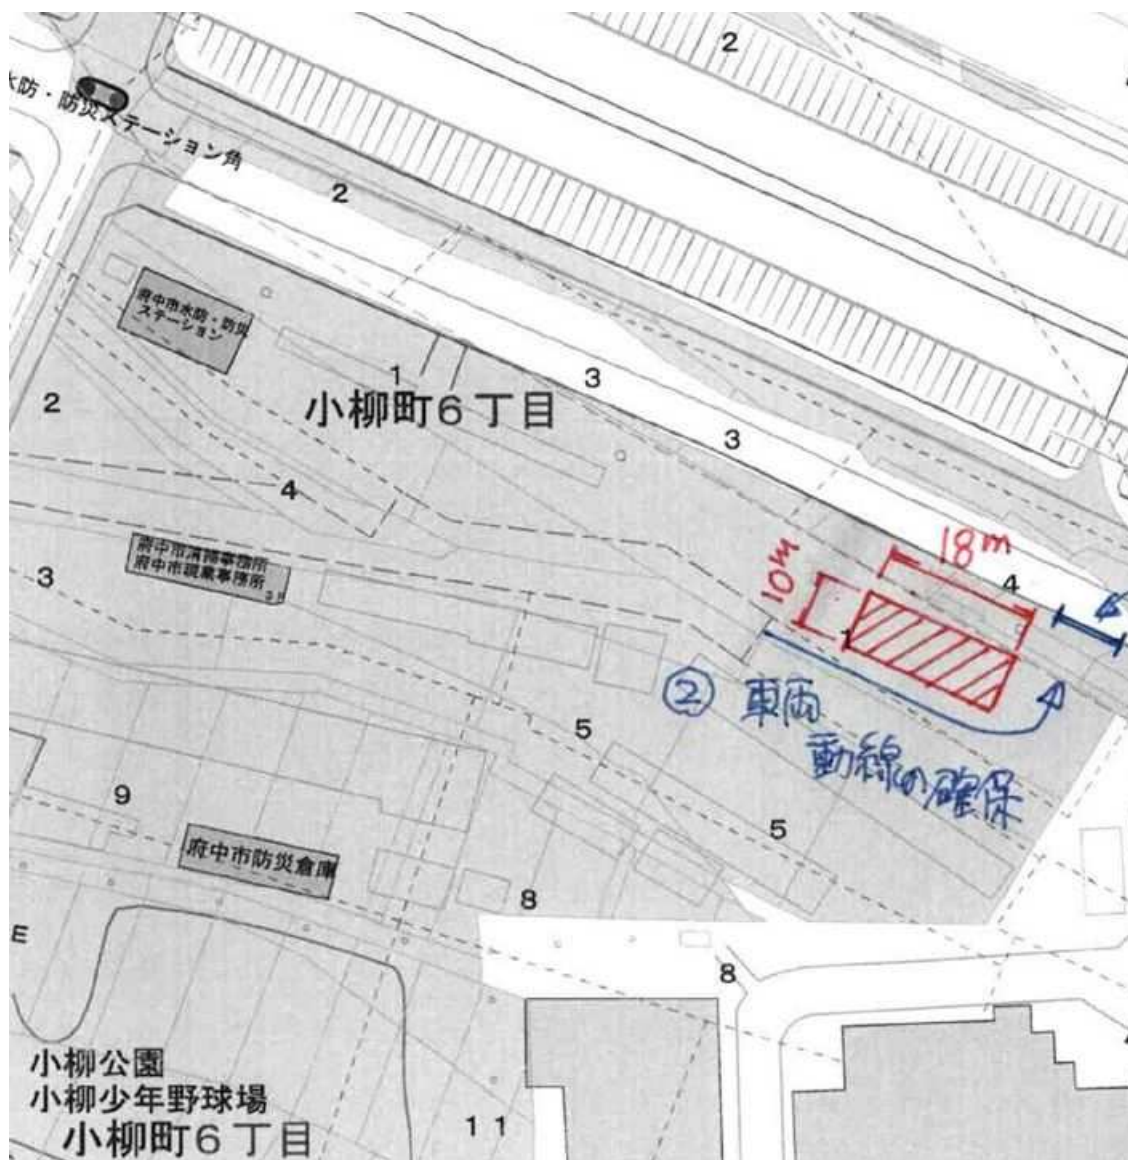 2
水防・防災ステーション角
2
府中市水防・防災
ステーション
1
3
2
小柳町6丁目
3
4
18m
10m
4
1
府中市清掃事務所
府中市現業事務所
3
② 車両
動線の確保
5
9
5
府中市防災倉庫
8
E
8
小柳公園
小柳少年野球場
小柳町6丁目
11